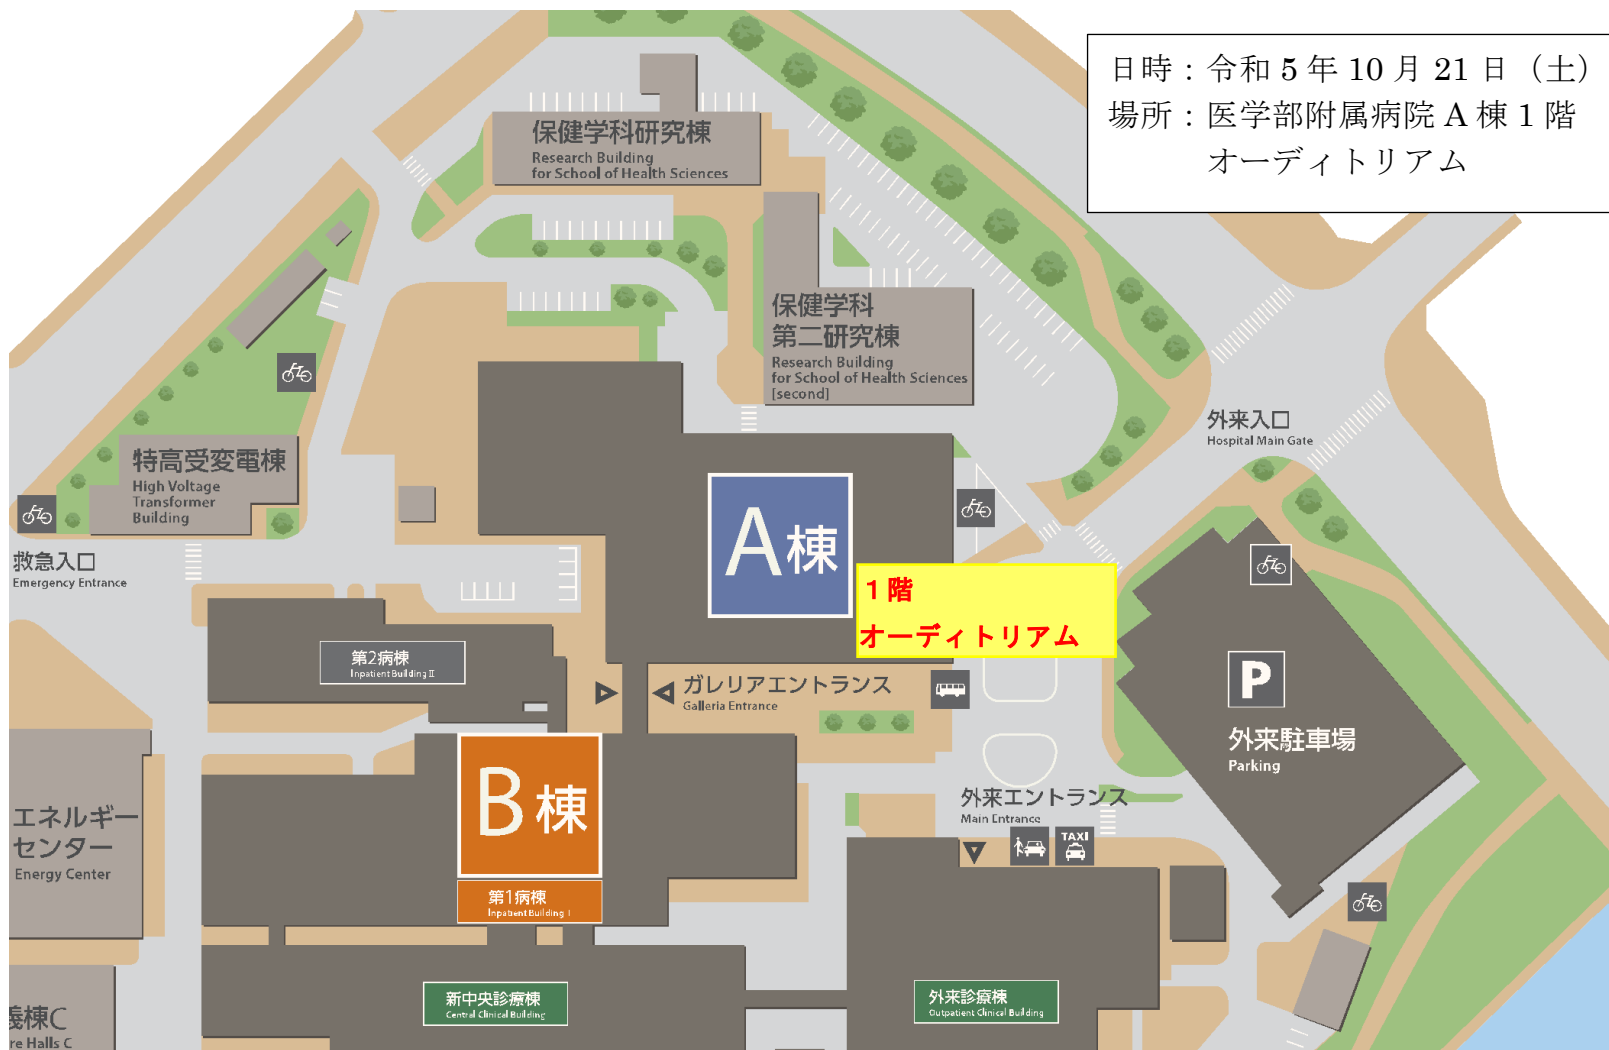 日時：令和5年10月21日（土）
場所：医学部附属病院A棟1階
オーディトリアム
保健学科研究棟
Research Building
for School of Health Sciences
保健学科
第二研究棟
Research Building
for School of Health Sciences
[second]
外来入口
Hospital Main Gate
特高受変電棟
High Voltage
Transformer
Building
救急入口
Emergency Entrance
A棟
1階
オーディトリアム
第2病棟
Inpatient Building II
ガレリアエントランス
Galleria Entrance
P
外来駐車場
Parking
B棟
第1病棟
Inpatient Building I
エネルギー
センター
Energy Center
外来エントランス
Main Entrance
TAXI
新中央診療棟
Central Clinical Building
外来診療棟
Outpatient Clinical Building
義棟C
re Halls C